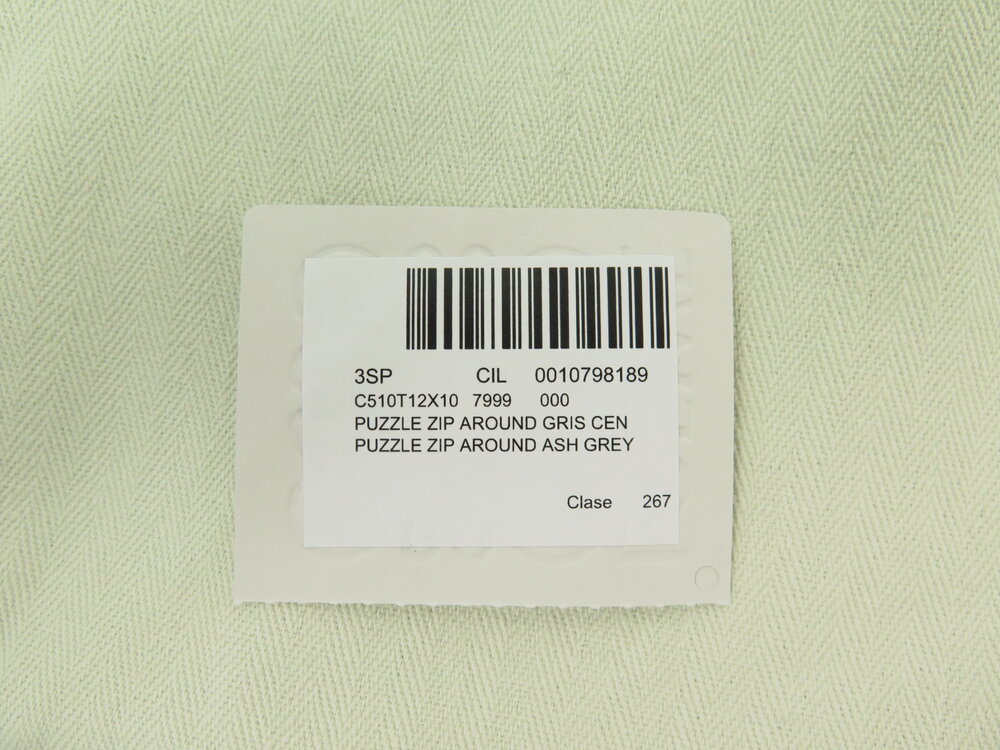 3SP CIL 0010798189
C510T12X10 7999 000
PUZZLE ZIP AROUND GRIS CEN
PUZZLE ZIP AROUND ASH GREY
Clase 267